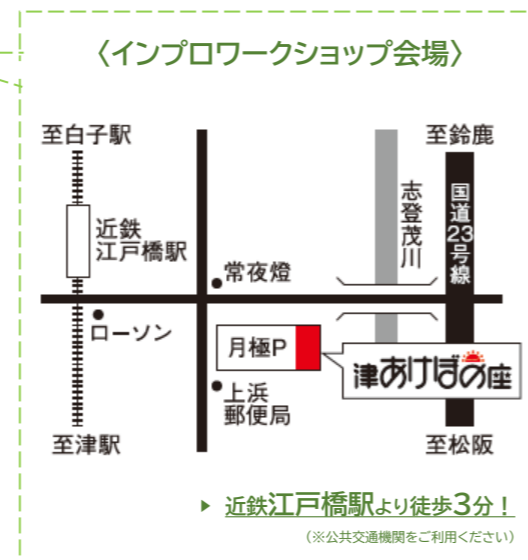 〈インプロワークショップ会場〉
至白子駅
至鈴鹿
近鉄
江戸橋駅
志登茂川
国道23号線
常夜燈
ローソン
月極P
津あけぼの座
上浜
郵便局
至津駅
至松阪
▶ 近鉄江戸橋駅より徒歩3分！
（※公共交通機関をご利用ください）